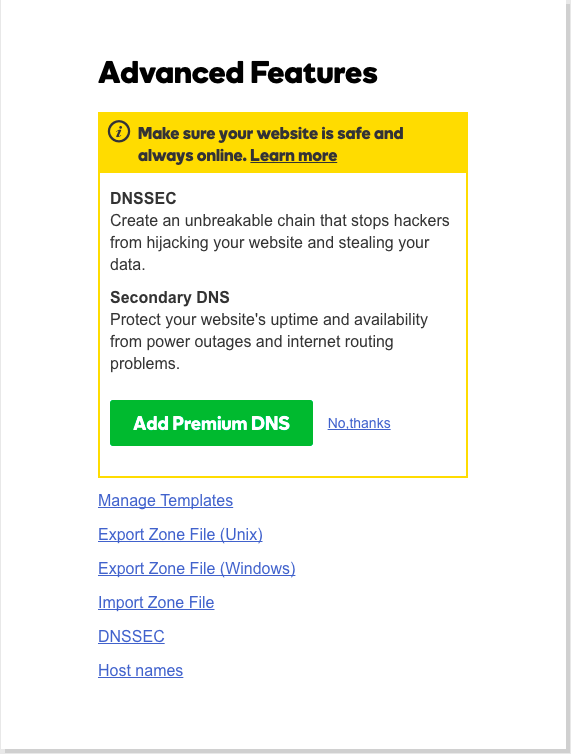 Advanced Features
Make sure your website is safe and
always online. Learn more
DNSSEC
Create an unbreakable chain that stops hackers
from hijacking your website and stealing your
data.
Secondary DNS
Protect your website's uptime and availability
from power outages and internet routing
problems.
Add Premium DNS
No,thanks
Manage Templates
Export Zone File (Unix)
Export Zone File (Windows)
Import Zone File
DNSSEC
Host names